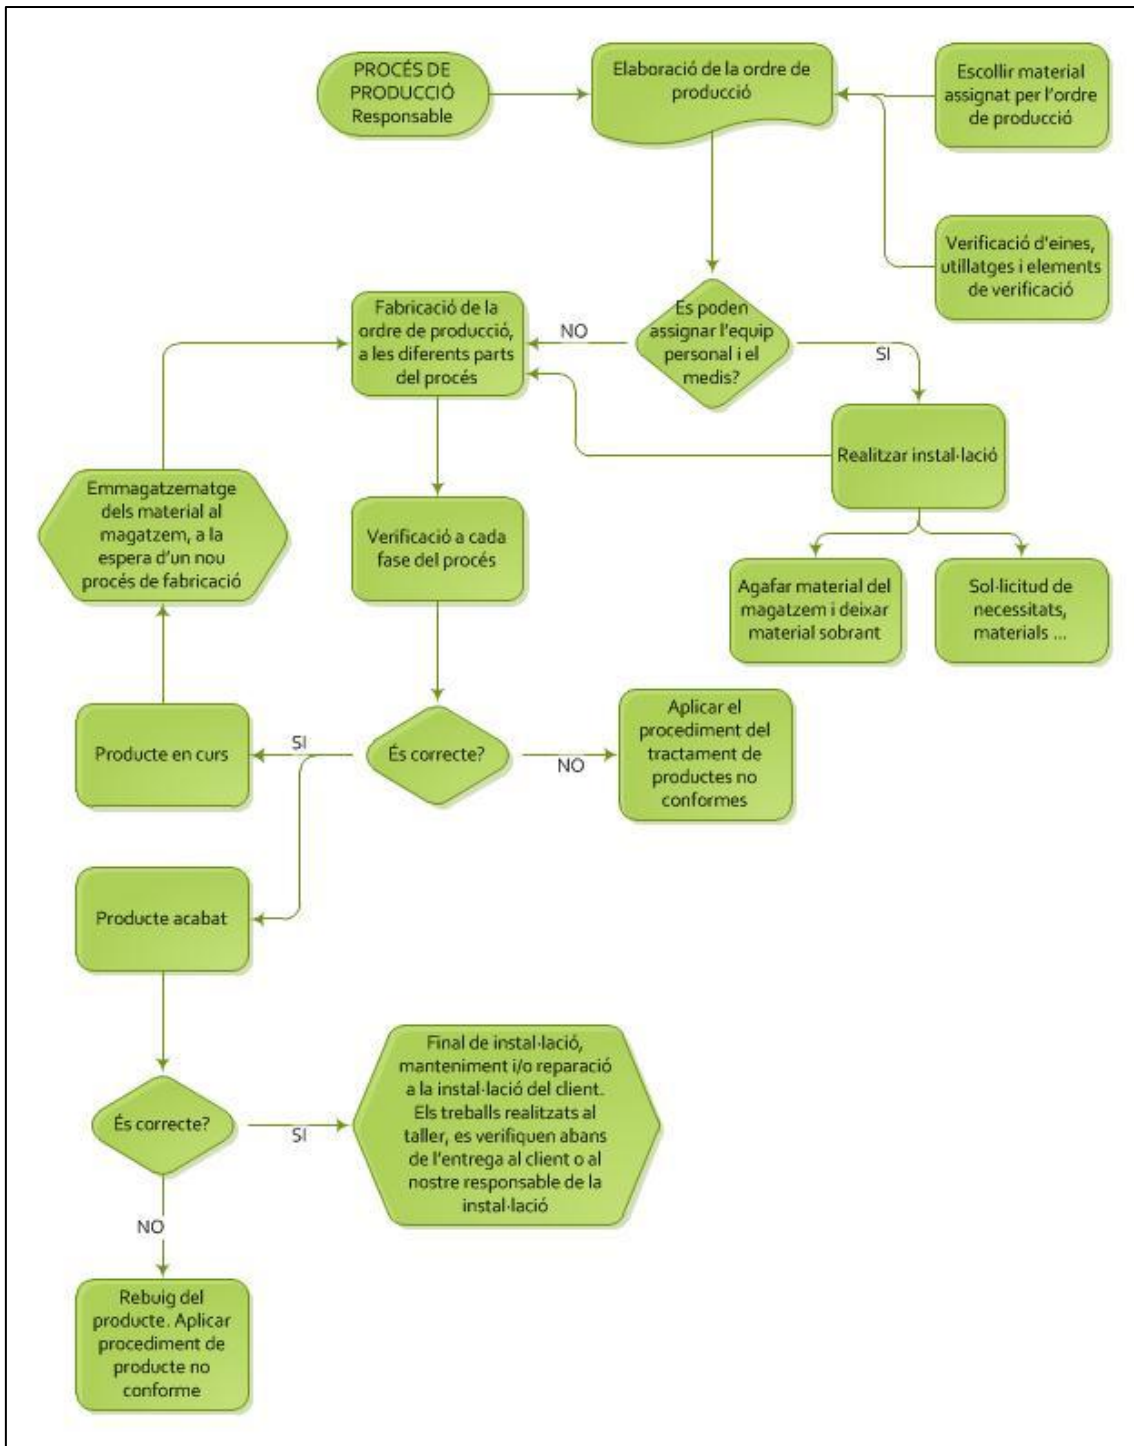 PROCÉS DE
PRODUCCIÓ
Responsable
Elaboració de la ordre de
producció
Escollir material
assignat per l'ordre
de producció
Verificació d'eines,
utillatges i elements
de verificació
Fabricació de la
ordre de producció,
a les diferents parts
del procés
NO
Es poden
assignar l'equip
personal i el
medis?
SI
Realitzar instal·lació
Emmagatzematge
dels material al
magatzem, a la
espera d'un nou
procés de fabricació
Verificació a cada
fase del procés
Agafar material del
magatzem i deixar
material sobrant
Sol·licitud de
necessitats,
materials ...
Producte en curs
SI
És correcte?
NO
Aplicar el
procediment del
tractament de
productes no
conformes
Producte acabat
És correcte?
SI
Final de instal·lació,
manteniment i/o reparació
a la instal·lació del client.
Els treballs realitzats al
taller, es verifiquen abans
de l'entrega al client o al
nostre responsable de la
instal·lació
NO
Rebuig del
producte. Aplicar
procediment de
producte no
conforme